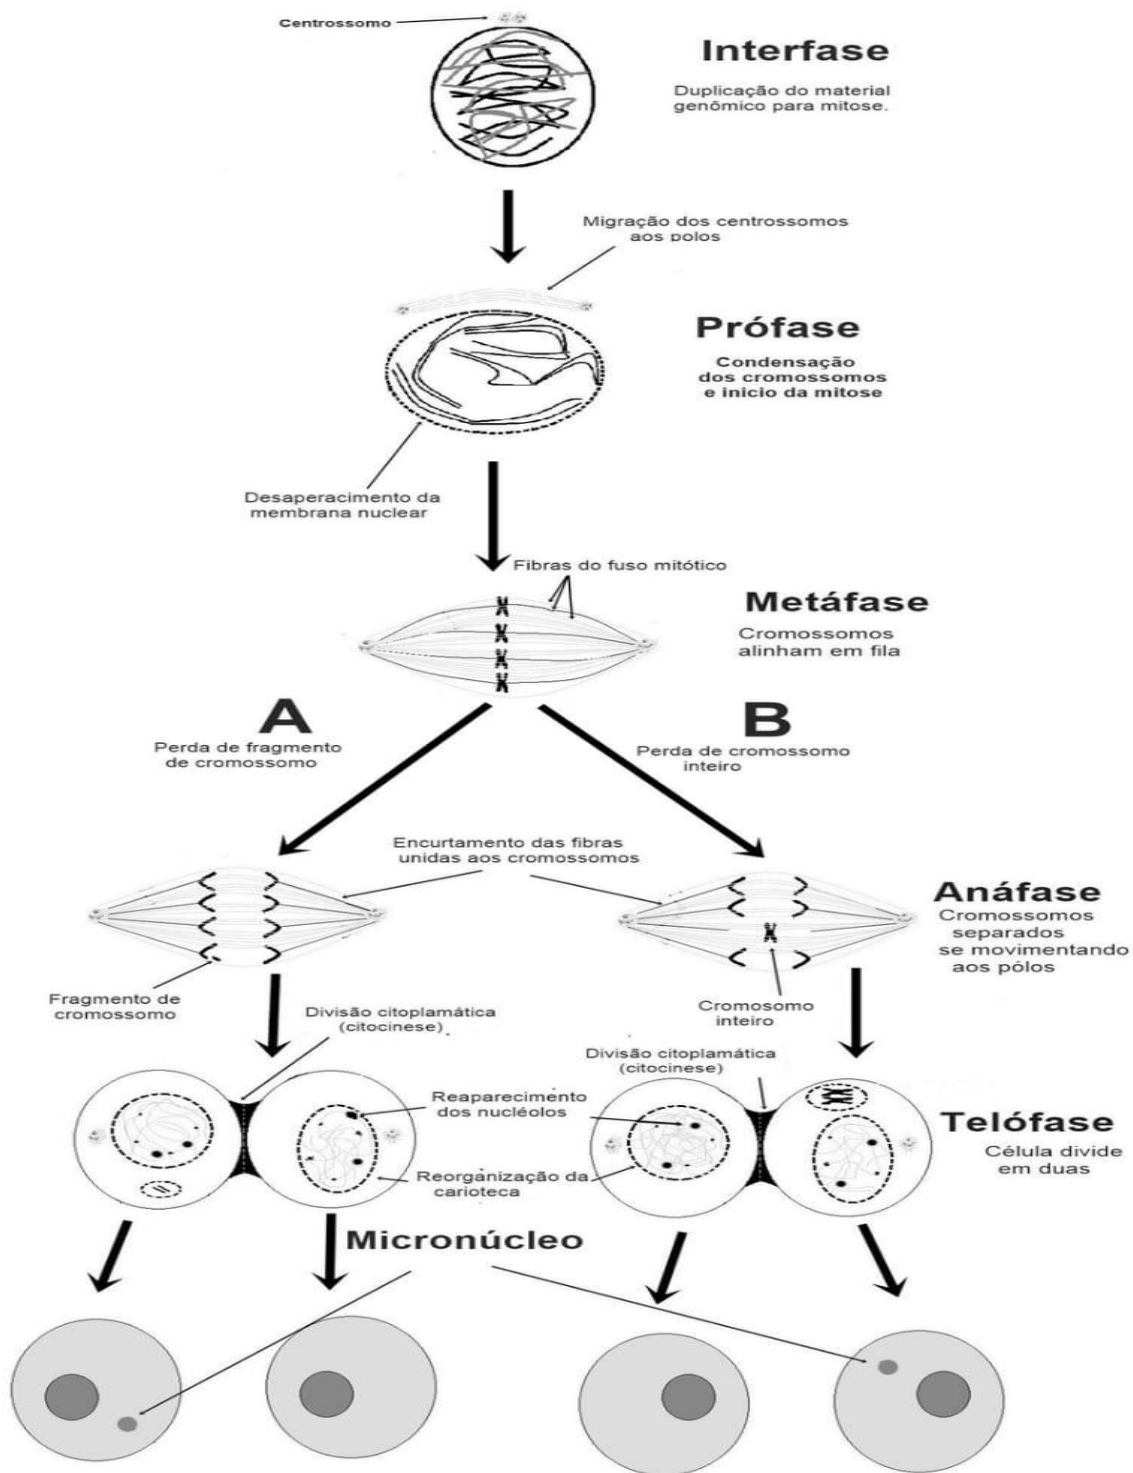 Centrossomo
Interfase
Duplicação do material
genômico para mitose.
Migração dos centrossomos
aos polos
Prófase
Condensação
dos cromossomos
e inicio da mitose
Desaperacimento da
membrana nuclear
Fibras do fuso mitótico
Metáfase
Cromossomos
alinham em fila
A
Perda de fragmento
de cromossomo
B
Perda de cromossomo
inteiro
Encurtamento das fibras
unidas aos cromossomos
Anáfase
Cromossomos
separados
se movimentando
aos pólos
Fragmento de
cromossomo
Cromosomo
inteiro
Divisão citoplamática
(citocinese)
Divisão citoplamática
(citocinese)
Reaparecimento
dos nucléolos
Telófase
Célula divide
em duas
Reorganização da
carioteca
Micronúcleo